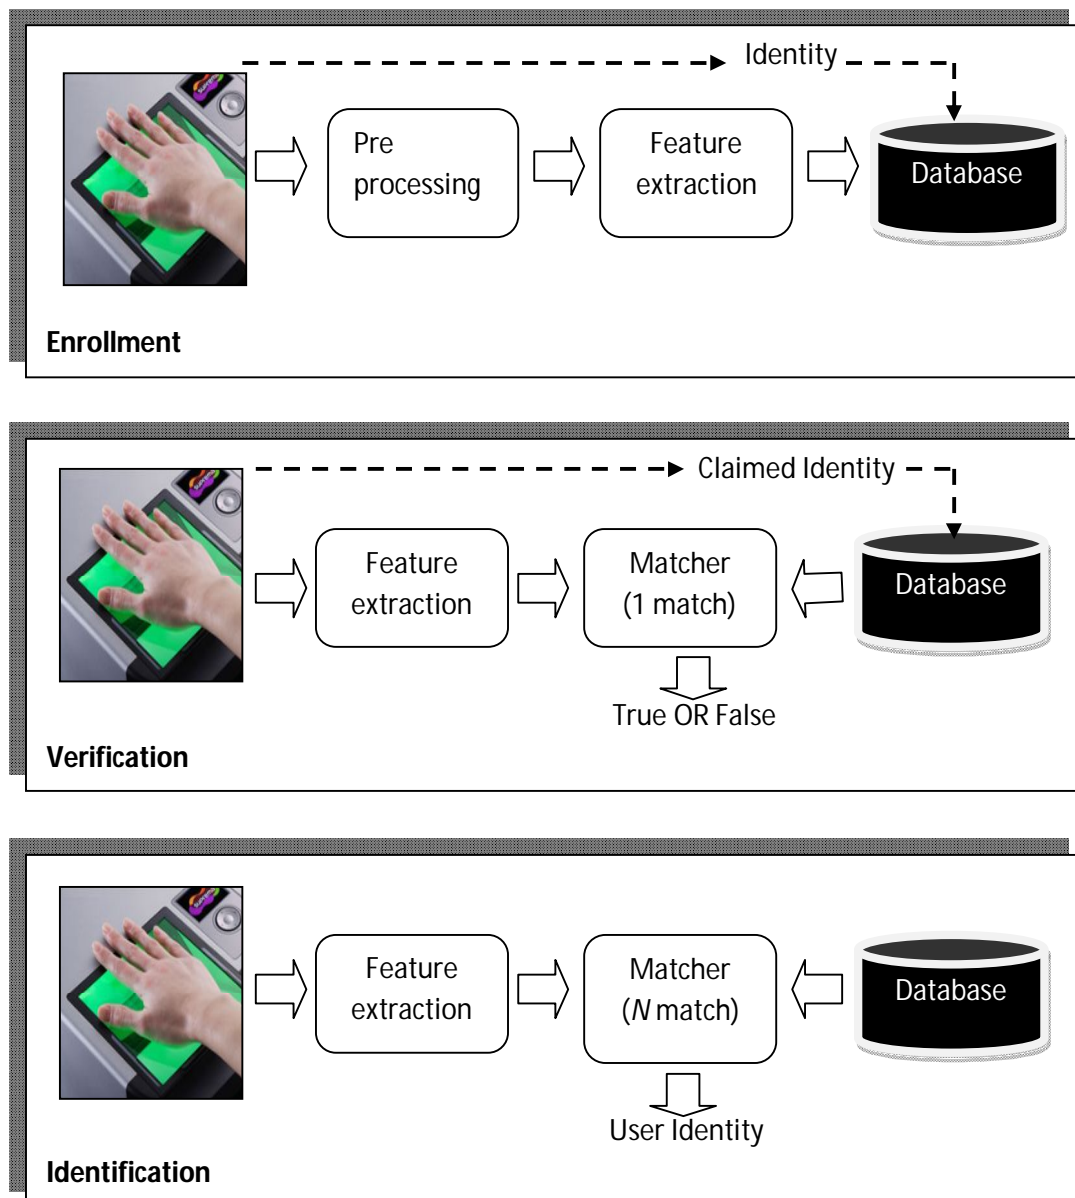 Identity
Pre
processing
Feature
extraction
Database
Enrollment
Claimed Identity
Feature
extraction
Matcher
(1 match)
Database
True OR False
Verification
Feature
extraction
Matcher
(N match)
Database
User Identity
Identification